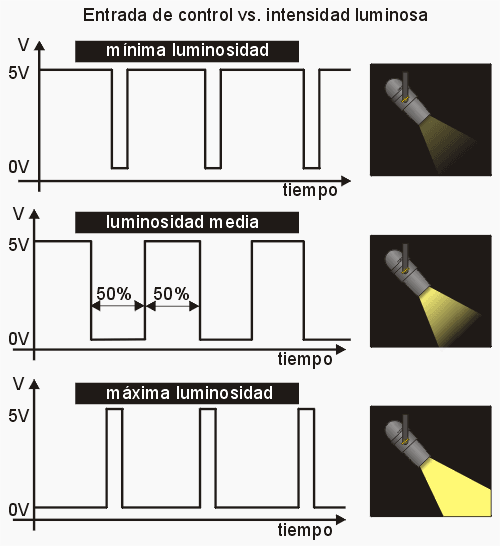 Entrada de control vs. intensidad luminosa
V
mínima luminosidad
5V
0V
tiempo
V
luminosidad media
5V
50% 50%
0V
tiempo
V
máxima luminosidad
5V
0V
tiempo